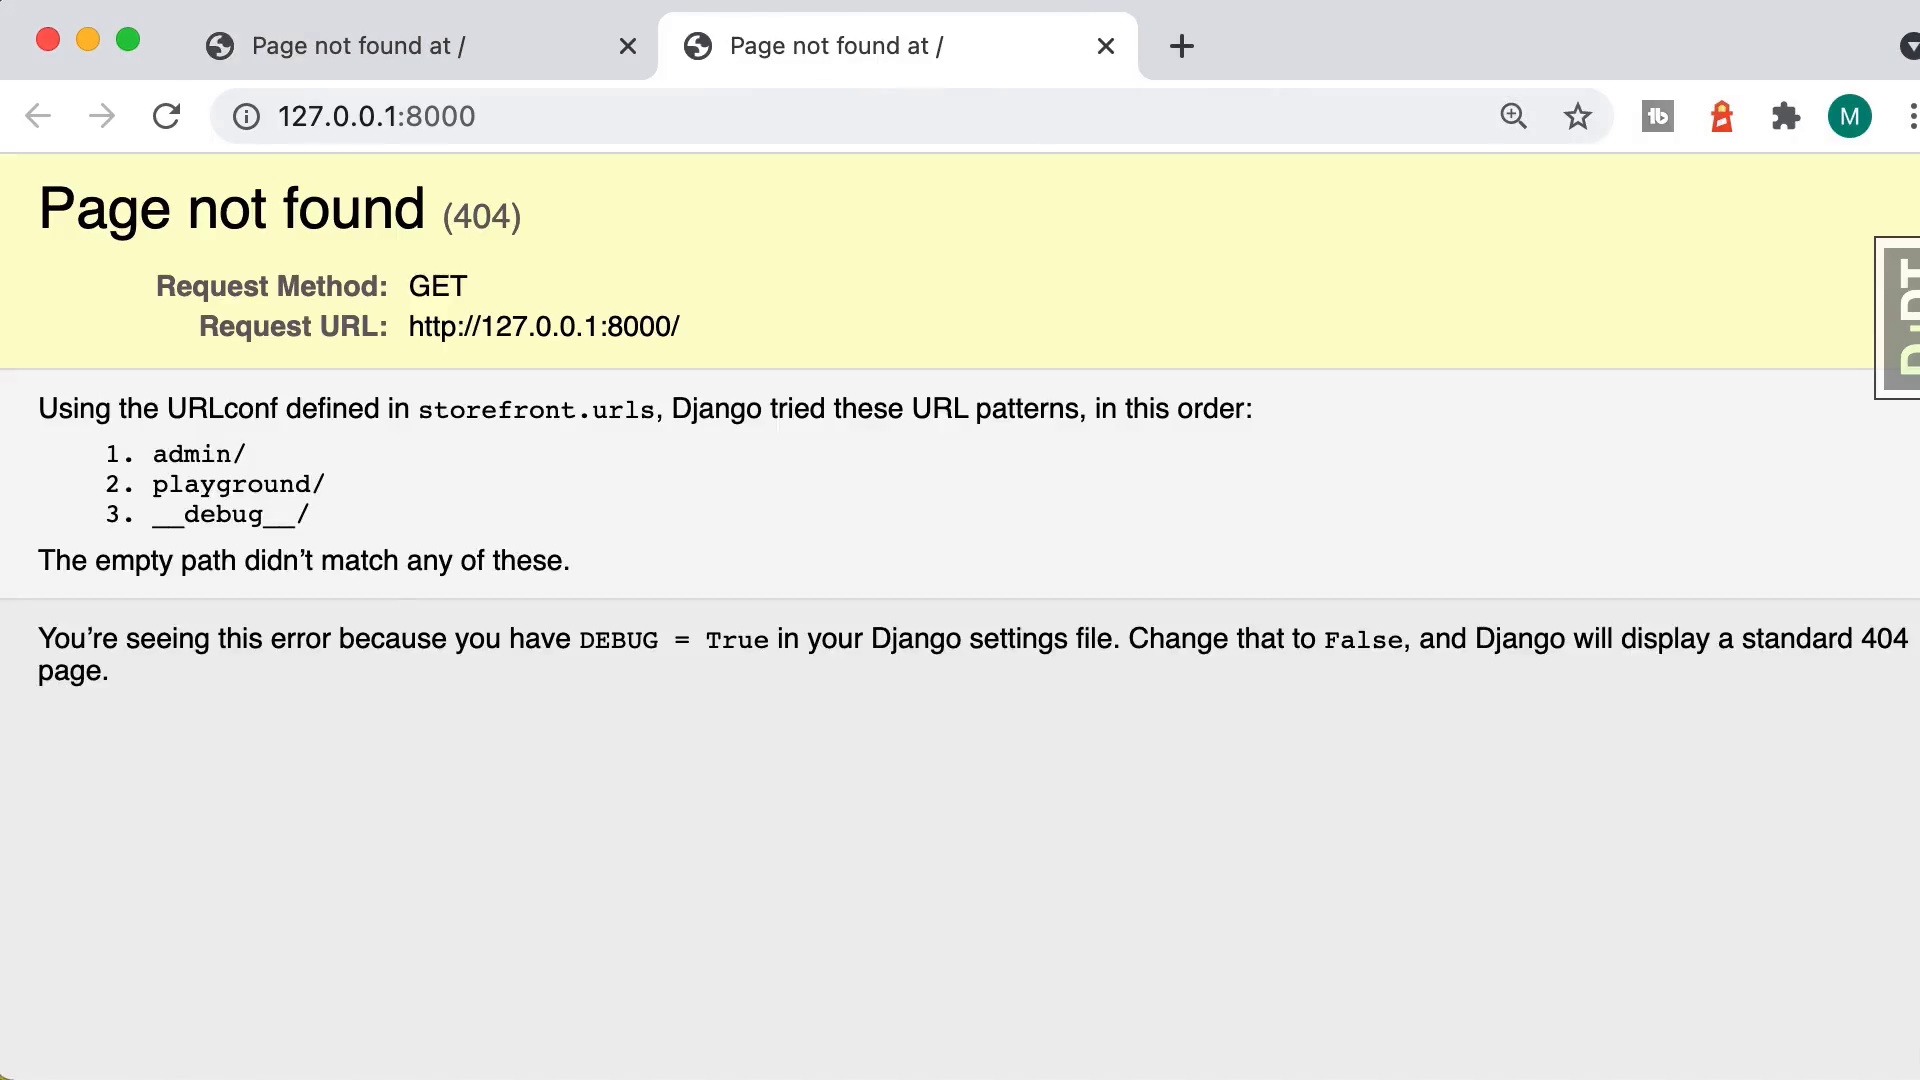 Page not found at /
Page not found at /
127.0.0.1:8000
M
Page not found (404)
Request Method: GET
Request URL: http://127.0.0.1:8000/
DjDT
Using the URLconf defined in storefront.urls, Django tried these URL patterns, in this order:
1. admin/
2. playground/
3. __debug__/
The empty path didn’t match any of these.
You’re seeing this error because you have DEBUG = True in your Django settings file. Change that to False, and Django will display a standard 404
page.